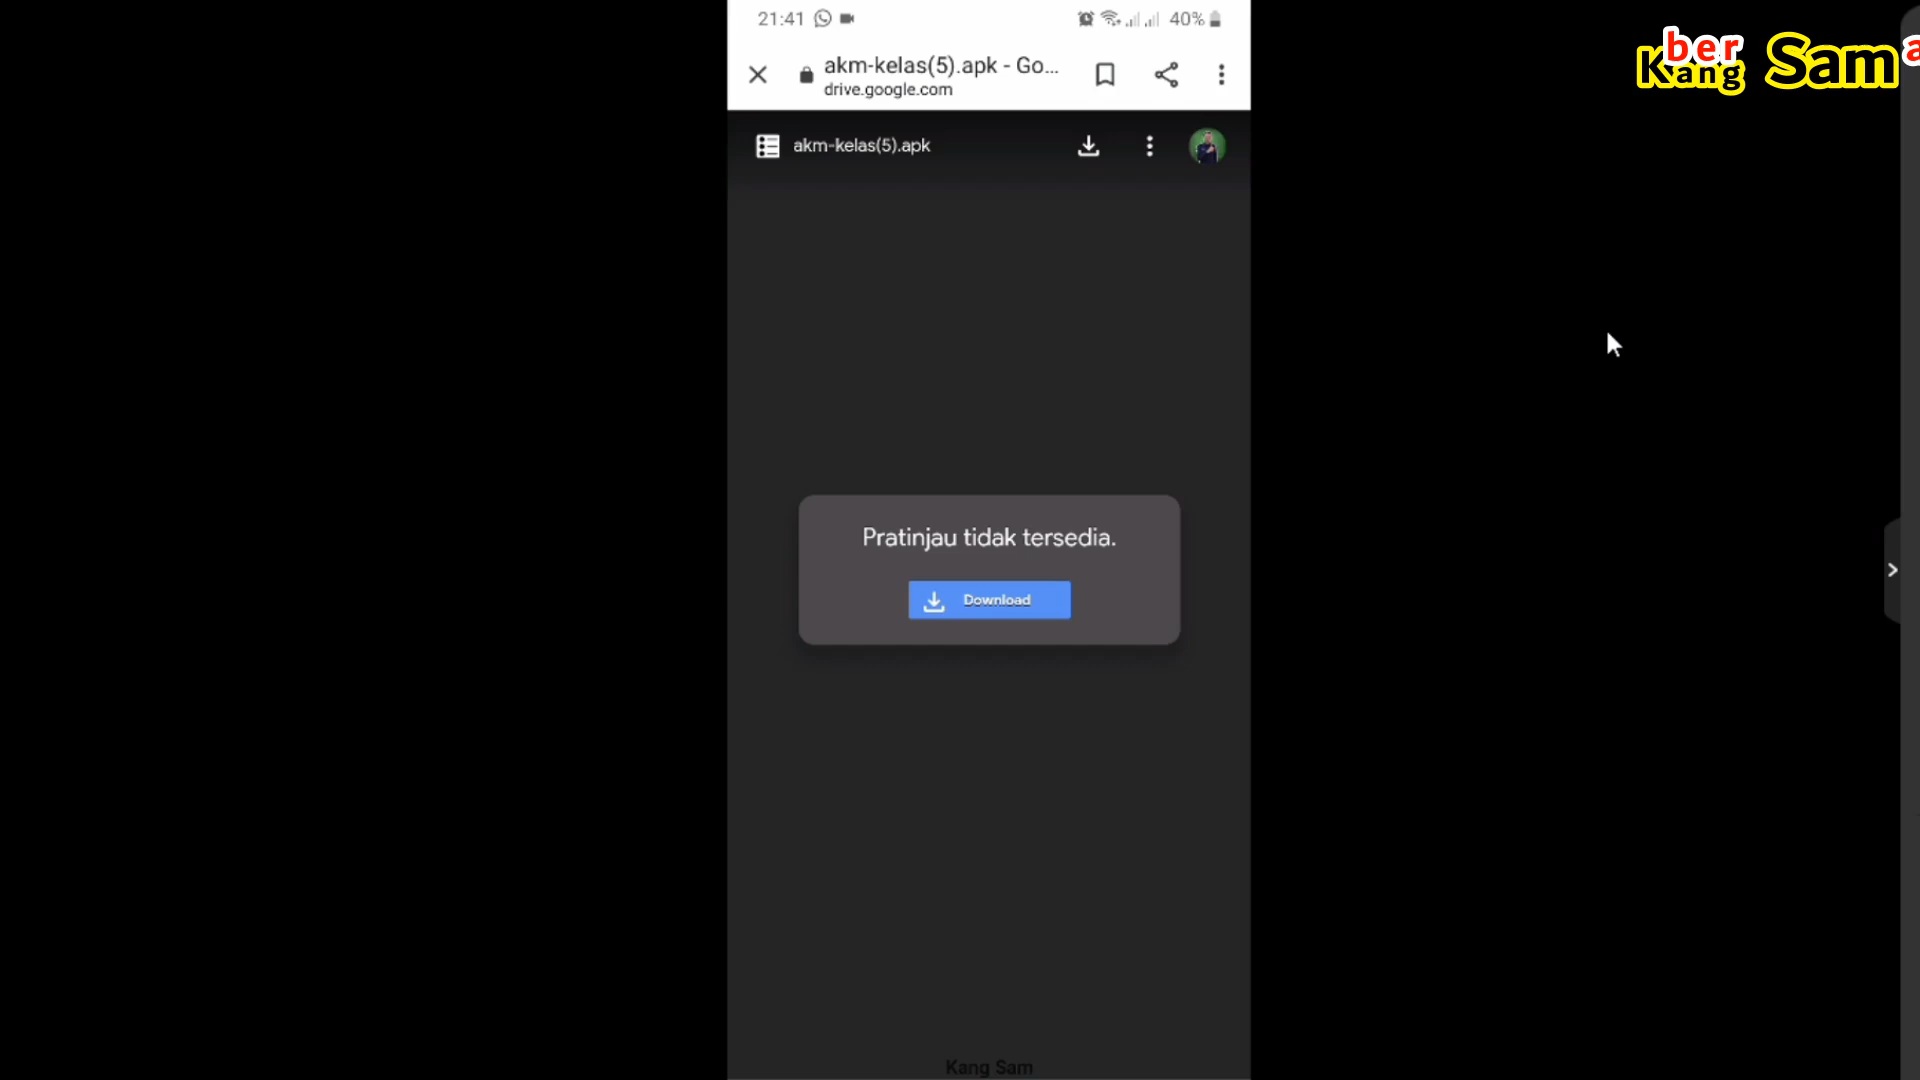 21:41
40%
akm-kelas(5).apk - Go...
drive.google.com
akm-kelas(5).apk
Pratinjau tidak tersedia.
Download
Kang Sam
ber
Kang Sam
a